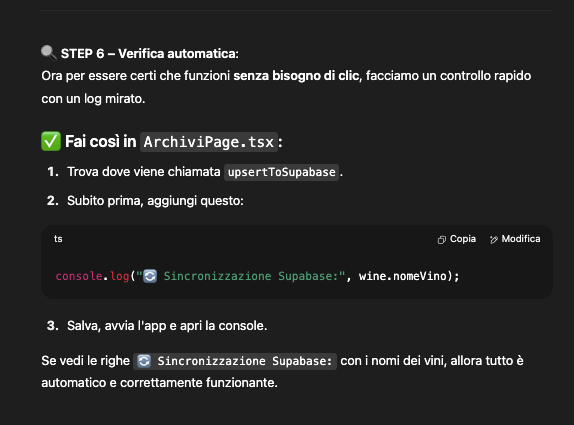 🔍 STEP 6 – Verifica automatica:
Ora per essere certi che funzioni senza bisogno di clic, facciamo un controllo rapido
con un log mirato.
✅ Fai così in ArchiviPage.tsx:
1. Trova dove viene chiamata upsertToSupabase.
2. Subito prima, aggiungi questo:
ts Copia Modifica
console.log("🔄 Sincronizzazione Supabase:", wine.nomeVino);
3. Salva, avvia l'app e apri la console.
Se vedi le righe 🔄 Sincronizzazione Supabase: con i nomi dei vini, allora tutto è
automatico e correttamente funzionante.